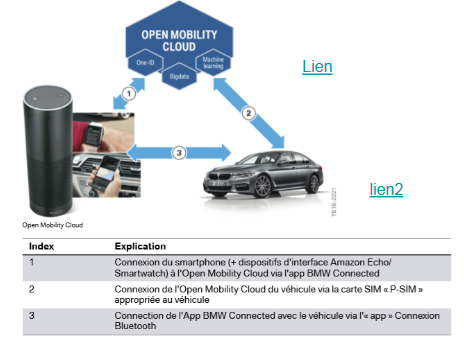 OPEN MOBILITY
CLOUD
One-ID
Bigdata
Machine
learning
Lien
1
2
3
lien2
TE16-2221
Open Mobility Cloud
Index Explication
1 Connexion du smartphone (+ dispositifs d'interface Amazon Echo/
Smartwatch) à l'Open Mobility Cloud via l'app BMW Connected
2 Connexion de l'Open Mobility Cloud du véhicule via la carte SIM « P-SIM »
appropriée au véhicule
3 Connection de l'App BMW Connected avec le véhicule via l'« app » Connexion
Bluetooth